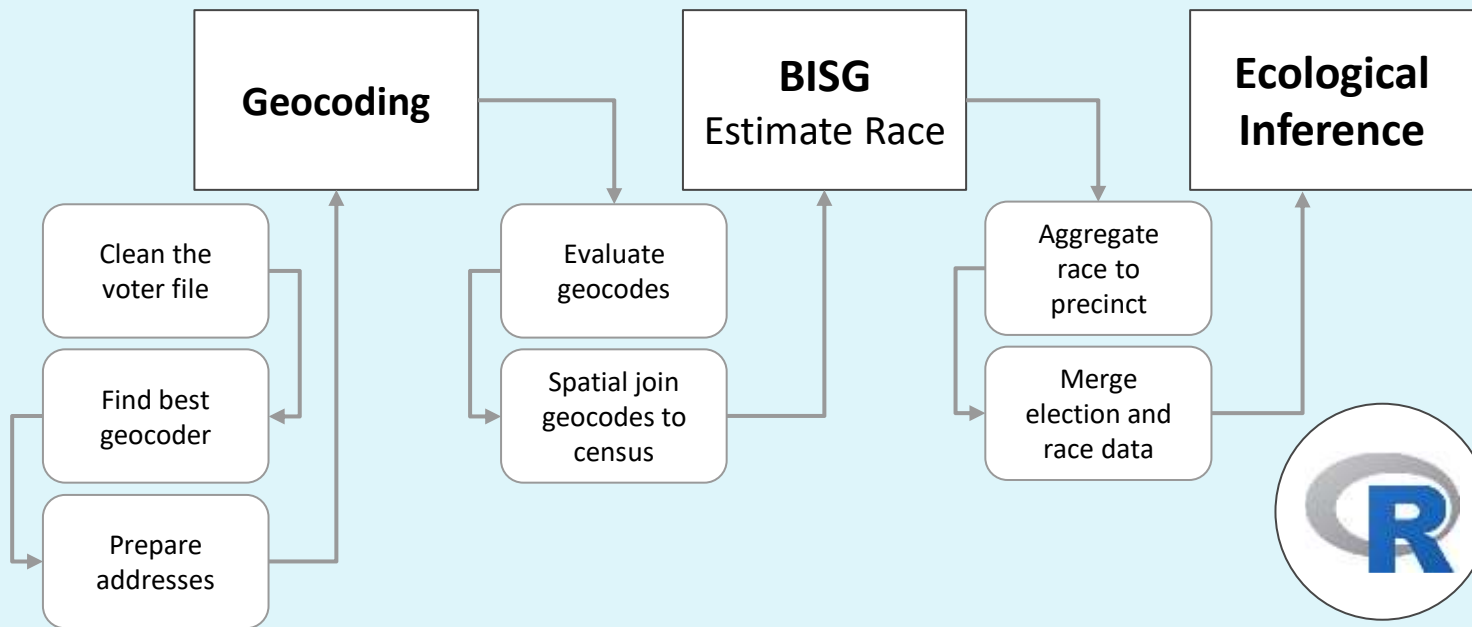 Geocoding
Clean the
voter file
Find best
geocoder
Prepare
addresses
BISG
Estimate Race
Evaluate
geocodes
Spatial join
geocodes to
census
Ecological
Inference
Aggregate
race to
precinct
Merge
election and
race data
R